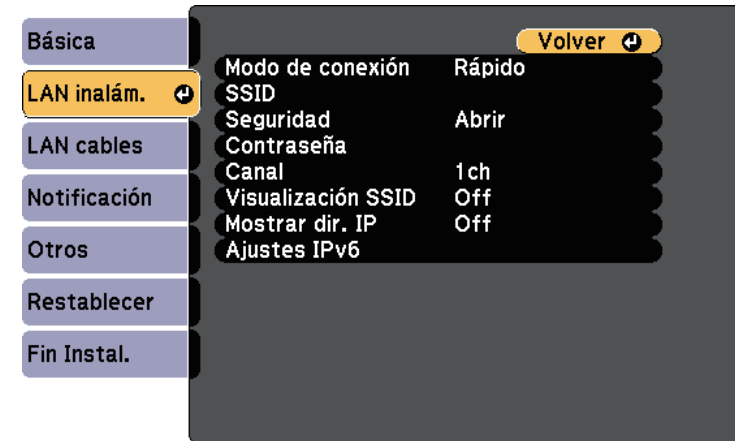 Básica
LAN inalám.
LAN cables
Notificación
Otros
Restablecer
Fin Instal.
Volver
Modo de conexión Rápido
SSID
Seguridad Abrir
Contraseña
Canal 1ch
Visualización SSID Off
Mostrar dir. IP Off
Ajustes IPv6